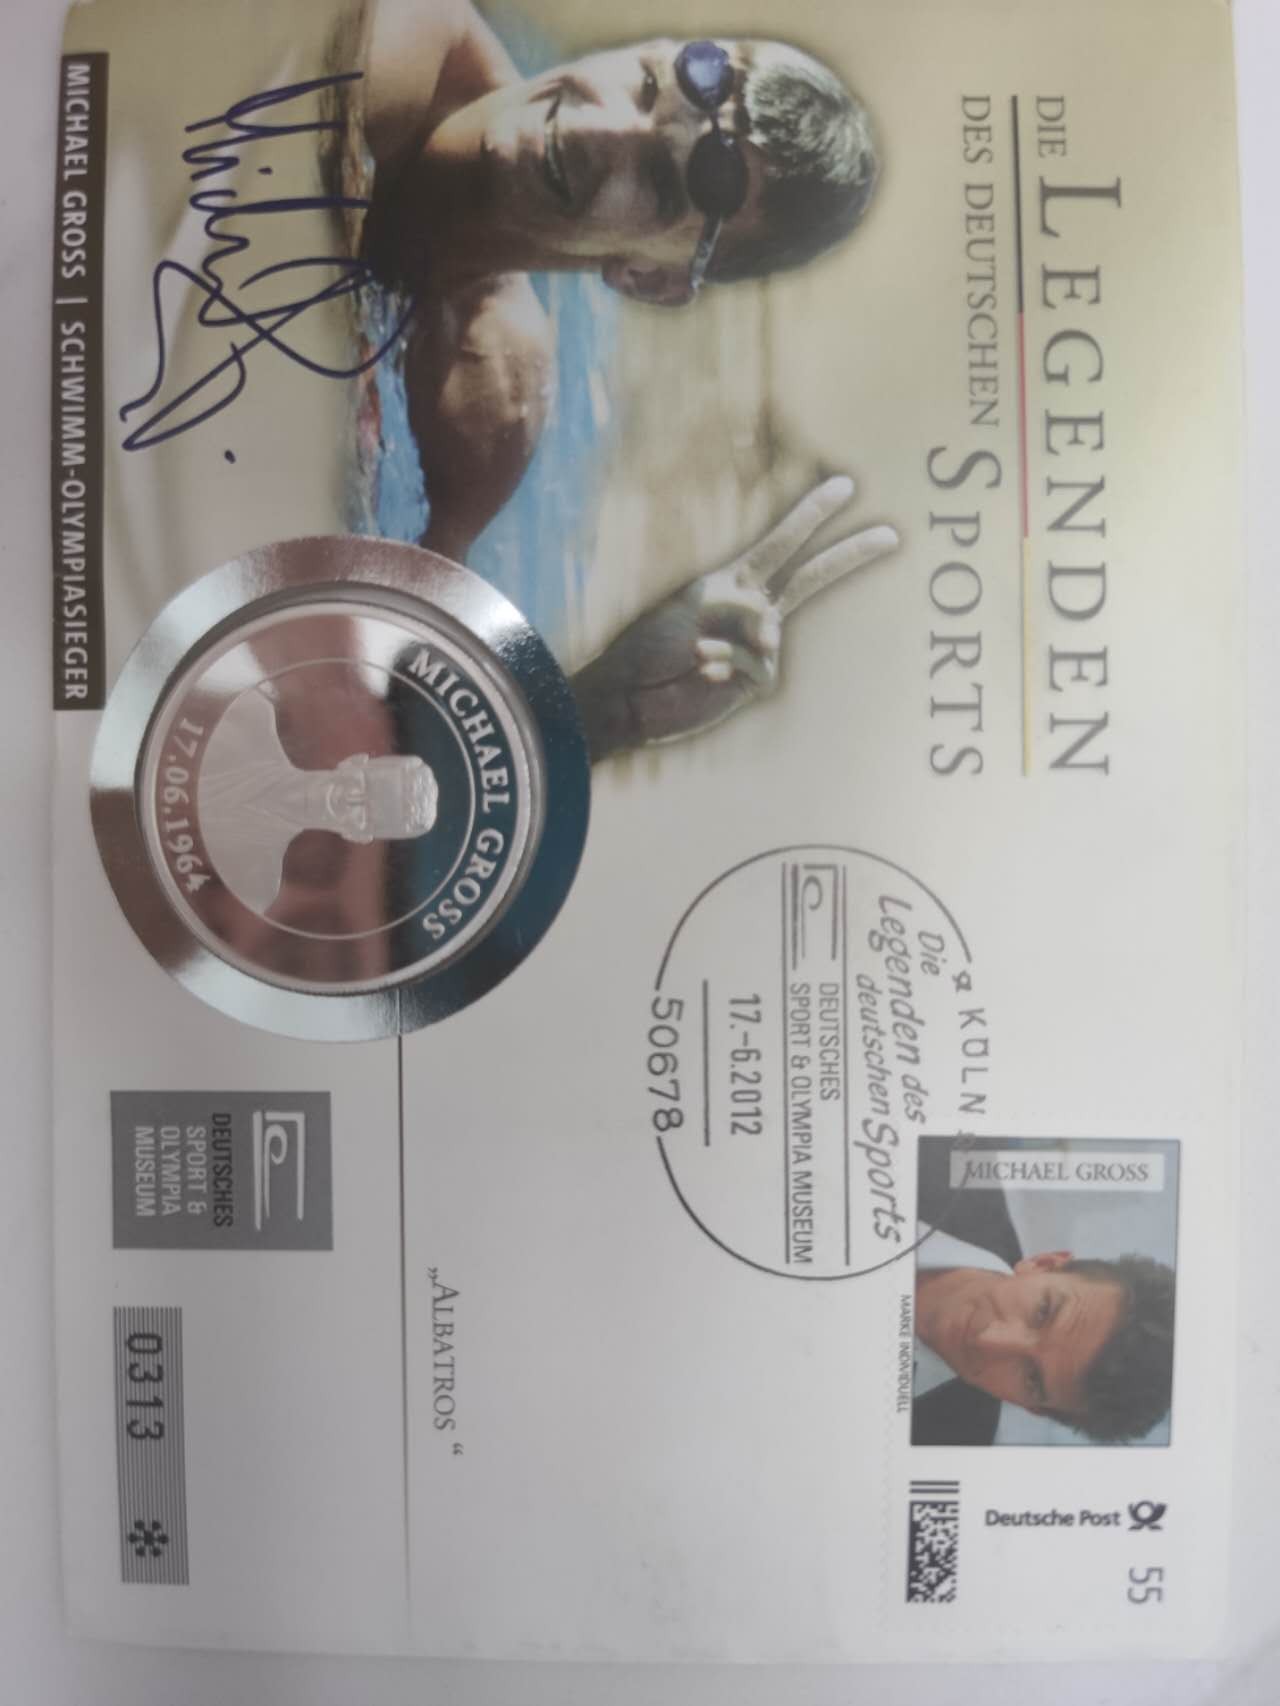 DIE LEGENDEN
DES DEUTSCHEN SPORTS
MICHAEL GROSS | SCHWIMM-OLYMPIASIEGER
MICHAEL GROSS
17.06.1964
KÖLN
Die
Legenden des
deutschen Sports
DEUTSCHES
SPORT & OLYMPIA MUSEUM
17.-6.2012
50678
MICHAEL GROSS
MARKE INDIVIDUELL
Deutsche Post
55
„ALBATROS“
DEUTSCHES
SPORT &
OLYMPIA
MUSEUM
0313 *